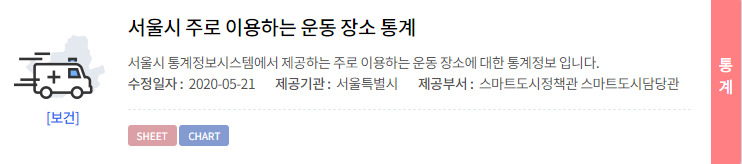 서울시 주로 이용하는 운동 장소 통계
서울시 통계정보시스템에서 제공하는 주로 이용하는 운동 장소에 대한 통계정보 입니다.
수정일자 : 2020-05-21 제공기관 : 서울특별시 제공부서 : 스마트도시정책관 스마트도시담당관
[보건]
SHEET CHART
통
계